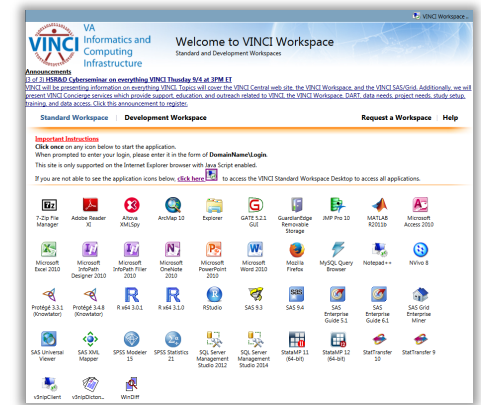 VINCI Workspace
VINCI
VA
Informatics and
Computing
Infrastructure
Welcome to VINCI Workspace
Standard and Development Workspaces
Announcements
(3 of 3) HSR&D Cyberseminar on everything VINCI Thusday 9/4 at 3PM ET
VINCI will be presenting information on everything VINCI. Topics will cover the VINCI Central web site, the VINCI Workspace, and the VINCI SAS/Grid. Additionally, we will
present VINCI Concierge services which provide support, education, and outreach related to VINCI, the VINCI Workspace, DART, data needs, project needs, study setup,
training, and data access. Click this announcement to register.
Standard Workspace Development Workspace Request a Workspace Help
Important Instructions
Click once on any icon below to start the application.
When prompted to enter your login, please enter it in the form of DomainName\Login.
This site is only supported on the Internet Explorer browser with Java Script enabled.
If you are not able to see the application icons below, click here to access the VINCI Standard Workspace Desktop to access all applications.
7-Zip File Manager
Adobe Reader XI
Altova XMLSpy
ArcMap 10
Explorer
GATE 5.2.1 GUI
GuardianEdge Removable Storage
JMP Pro 10
MATLAB R2011b
Microsoft Access 2010
Microsoft Excel 2010
Microsoft InfoPath Designer 2010
Microsoft InfoPath Filler 2010
Microsoft OneNote 2010
Microsoft PowerPoint 2010
Microsoft Word 2010
Mozilla Firefox
MySQL Query Browser
Notepad++
NVivo 8
Protégé 3.3.1 (Knowtator)
Protégé 3.4.8 (Knowtator)
R x64 3.0.1
R x64 3.1.0
RStudio
SAS 9.3
SAS 9.4
SAS Enterprise Guide 5.1
SAS Enterprise Guide 6.1
SAS Grid Enterprise Miner
SAS Universal Viewer
SAS XML Mapper
SPSS Modeler 15
SPSS Statistics 21
SQL Server Management Studio 2012
SQL Server Management Studio 2014
StataMP 11 (64-bit)
StataMP 12 (64-bit)
StatTransfer 10
StatTransfer 9
v3nlpClient
v3nlpDicton...
WinDiff